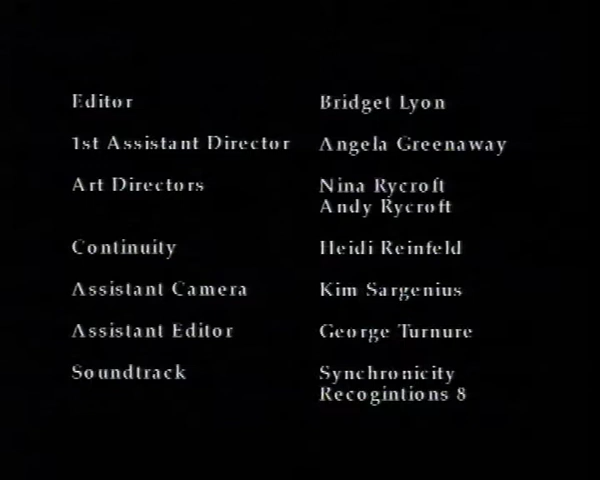 Editor Bridget Lyon
1st Assistant Director Angela Greenaway
Art Directors Nina Rycroft
Andy Rycroft
Continuity Heidi Reinfeld
Assistant Camera Kim Sargenius
Assistant Editor George Turnure
Soundtrack Synchronicity
Recogintions 8